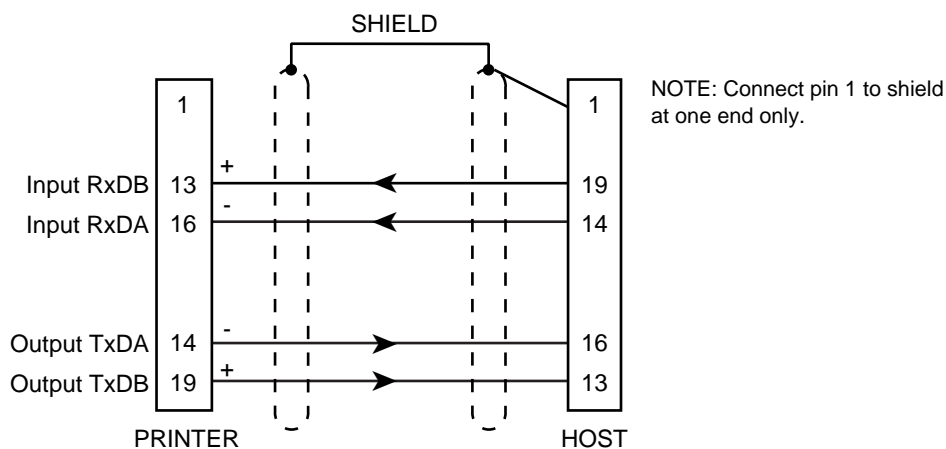 SHIELD
NOTE: Connect pin 1 to shield
at one end only.
1 1
+
Input RxDB 13 19
-
Input RxDA 16 14
-
Output TxDA 14 16
+
Output TxDB 19 13
PRINTER HOST